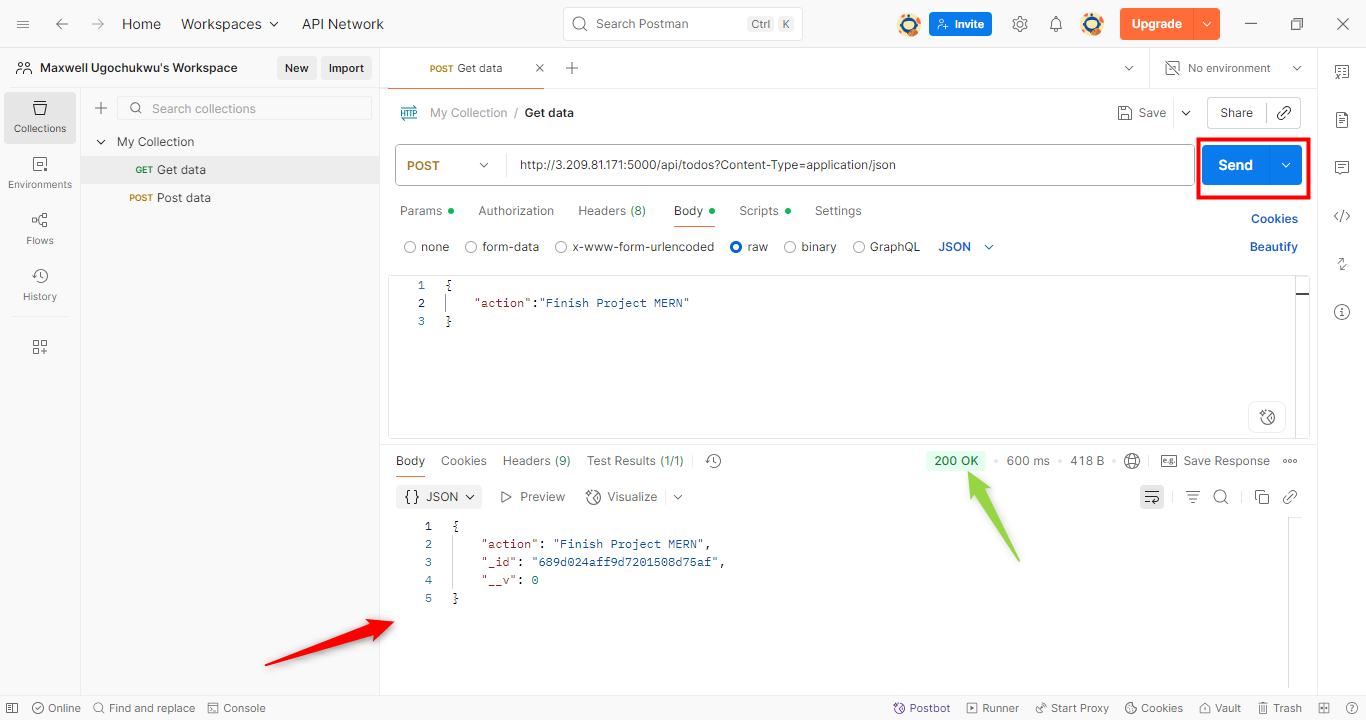 Home Workspaces API Network Search Postman Ctrl K Invite Upgrade
Maxwell Ugochukwu's Workspace New Import POST Get data No environment
Search collections
Collections
My Collection
GET Get data
POST Post data
Environments
Flows
History
HTTP My Collection / Get data Save Share
POST http://3.209.81.171:5000/api/todos?Content-Type=application/json Send
Params Authorization Headers (8) Body Scripts Settings Cookies
none form-data x-www-form-urlencoded raw binary GraphQL JSON Beautify
1 {
2 "action":"Finish Project MERN"
3 }
Body Cookies Headers (9) Test Results (1/1) 200 OK 600 ms 418 B e.g. Save Response
{} JSON Preview Visualize
1 {
2 "action": "Finish Project MERN",
3 "_id": "689d024aff9d7201508d75af",
4 "__v": 0
5 }
Online Find and replace Console Postbot Runner Start Proxy Cookies Vault Trash